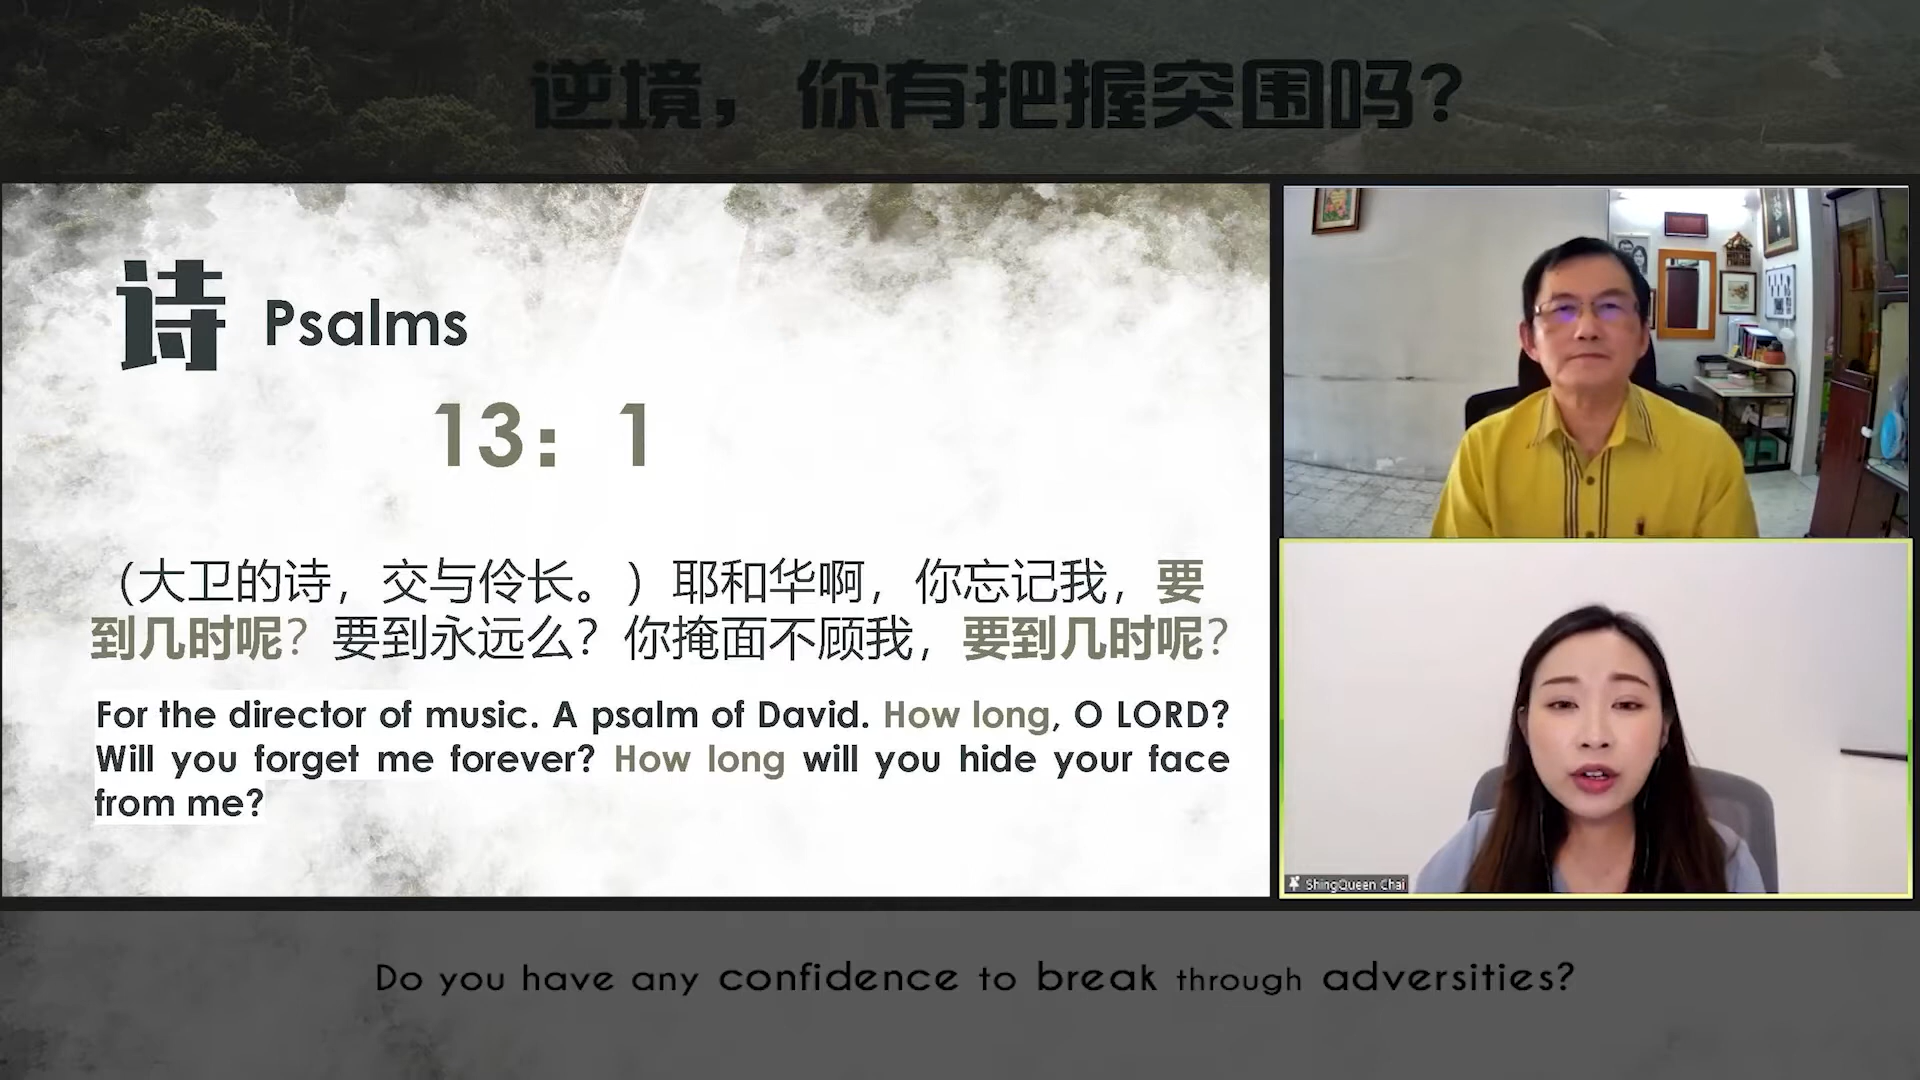 逆境，你有把握突围吗？
诗 Psalms
13：1
（大卫的诗，交与伶长。）耶和华啊，你忘记我，要
到几时呢？要到永远么？你掩面不顾我，要到几时呢？
For the director of music. A psalm of David. How long, O LORD?
Will you forget me forever? How long will you hide your face
from me?
ShingQueen Chai
Do you have any confidence to break through adversities?